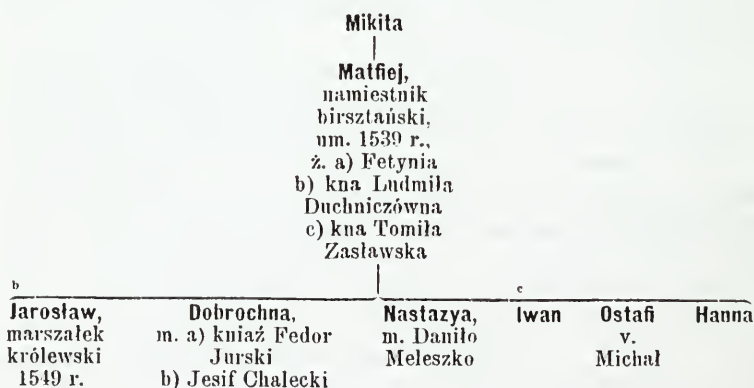 Mikita
Matfiej,
namiestnik
birsztański,
um. 1539 r.,
ż. a) Fetynia
b) kna Ludmiła
Duchniczówna
c) kna Tomiła
Zasławska
b c
Jarosław, Dobrochna, Nastazya, Iwan Ostafi Hanna
marszałek m. a) kniaź Fedor m. Daniło v.
królewski Jurski Meleszko Michał
1549 r. b) Jesif Chalecki